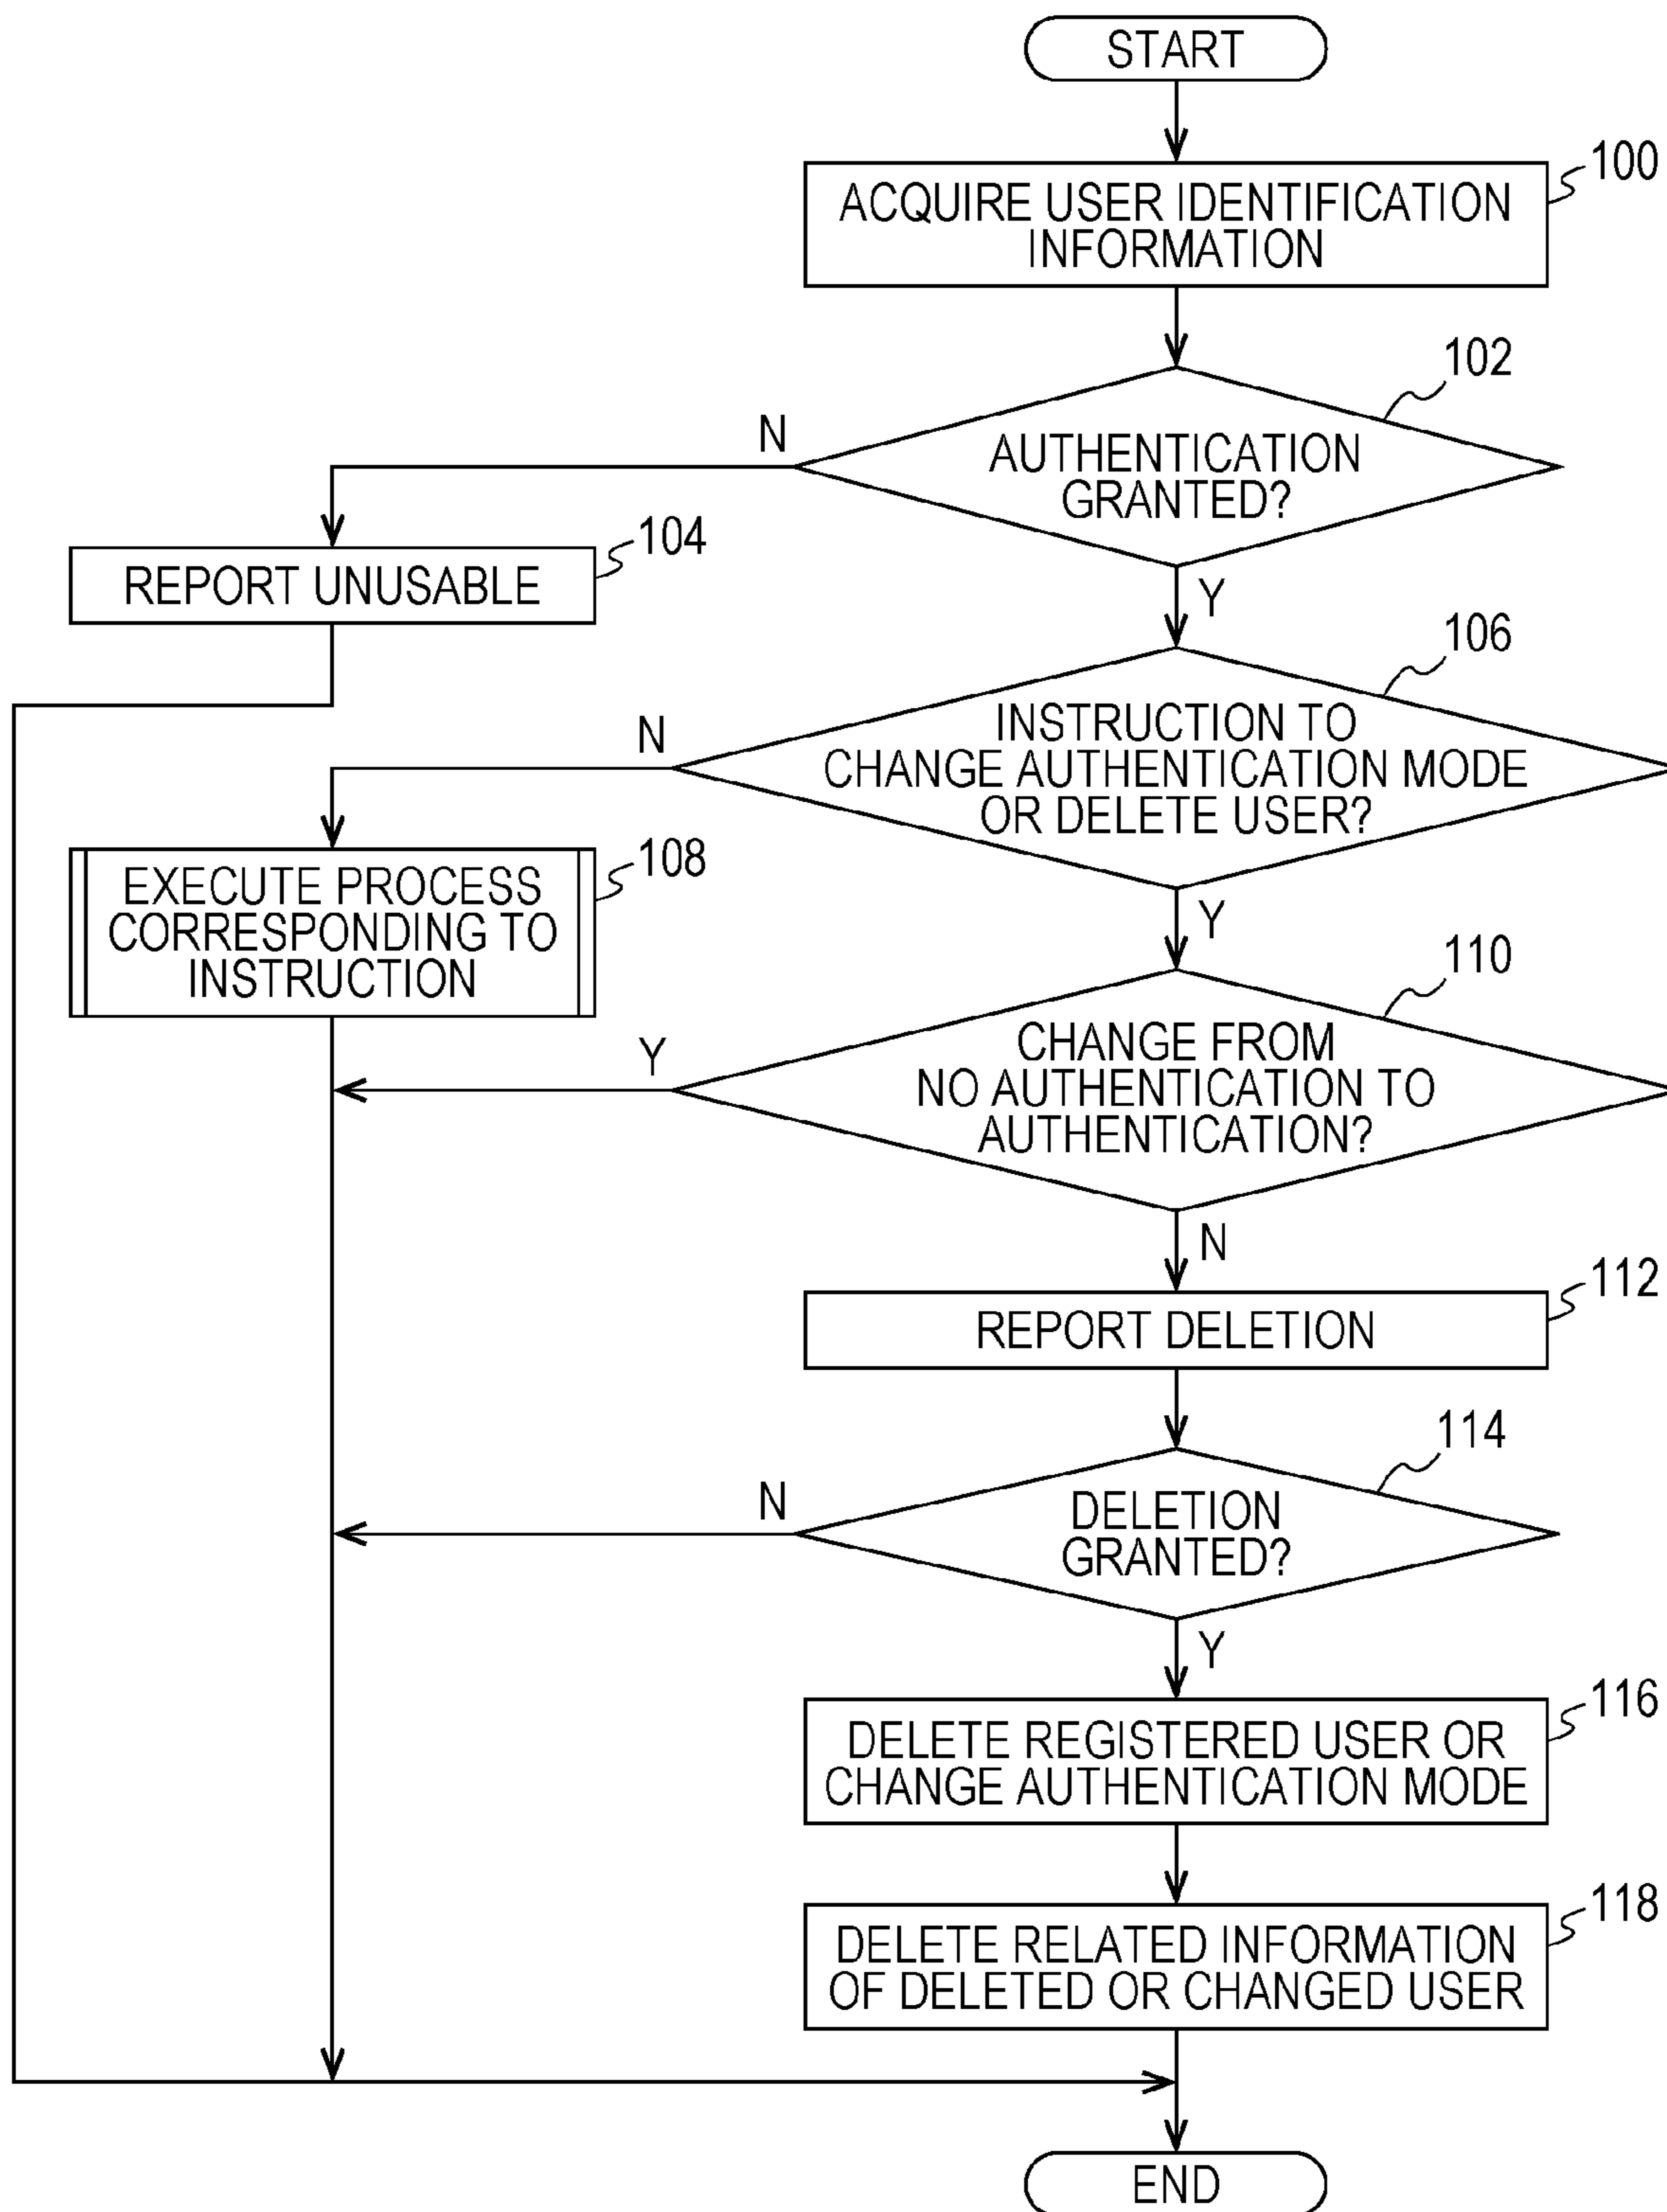 START
100
ACQUIRE USER IDENTIFICATION
INFORMATION
102
N
AUTHENTICATION
GRANTED?
104
REPORT UNUSABLE
Y
106
N
INSTRUCTION TO
CHANGE AUTHENTICATION MODE
OR DELETE USER?
108
EXECUTE PROCESS
CORRESPONDING TO
INSTRUCTION
Y
110
Y
CHANGE FROM
NO AUTHENTICATION TO
AUTHENTICATION?
N
112
REPORT DELETION
114
N
DELETION
GRANTED?
Y
116
DELETE REGISTERED USER OR
CHANGE AUTHENTICATION MODE
118
DELETE RELATED INFORMATION
OF DELETED OR CHANGED USER
END